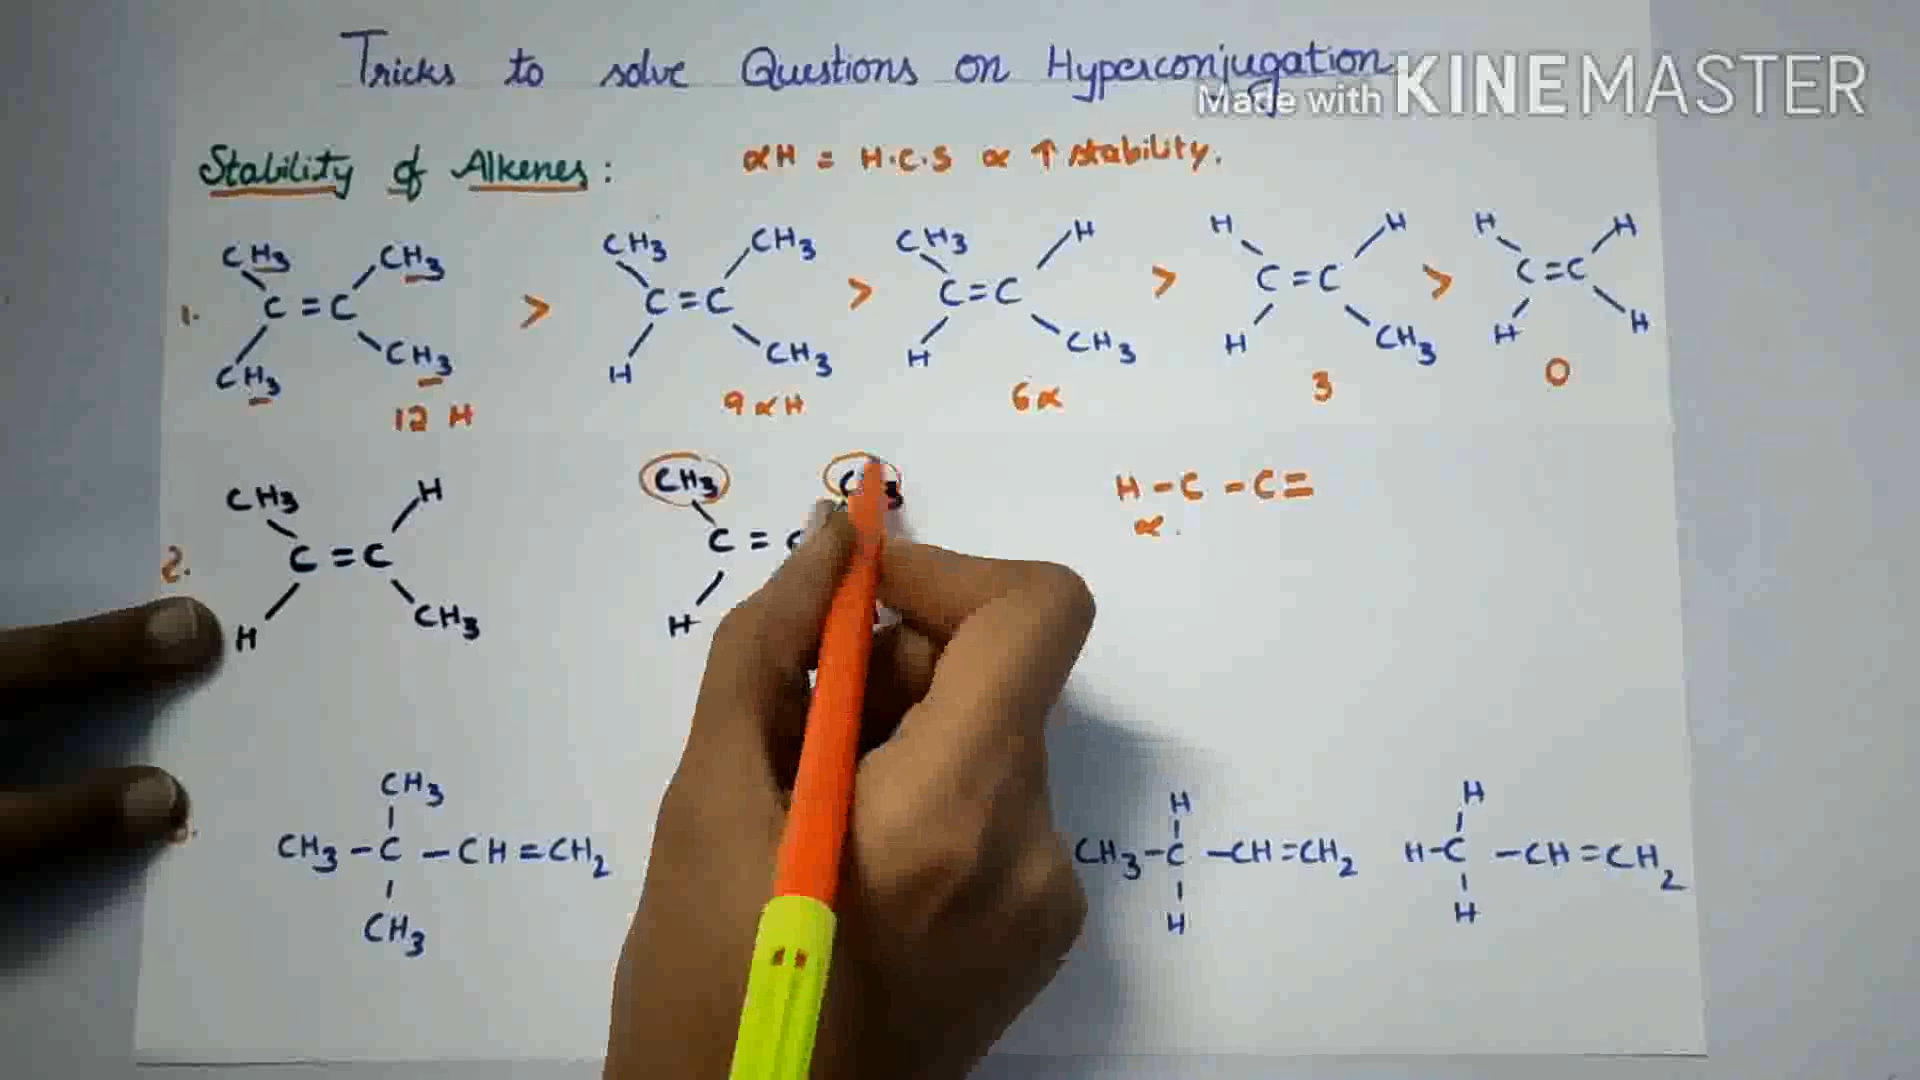 Tricks to solve Questions on Hyperconjugation
Made with KINEMASTER
Stability of Alkenes :
αH = H.C.S α ↑ stability.
1.
CH3 CH3 C=C CH3 CH3
12 H
>
CH3 CH3 C=C H CH3
9 αH
>
CH3 H C=C H CH3
6α
>
H H C=C H CH3
3
>
H H C=C H H
0
2.
CH3 H C=C H CH3
CH3 C = C H
H-C-C=
α.
CH3
CH3-C-CH=CH2
CH3
H
CH3-C-CH=CH2
H
H
H-C-CH=CH2
H